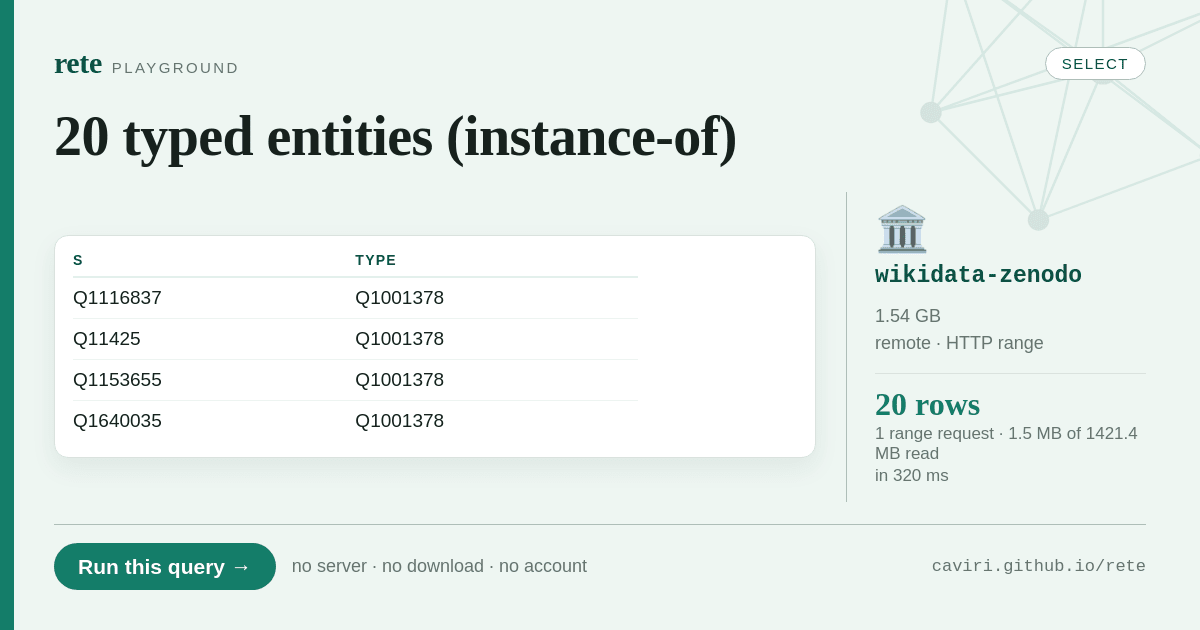 rete PLAYGROUND
SELECT
20 typed entities (instance-of)
S TYPE
Q1116837 Q1001378
Q11425 Q1001378
Q1153655 Q1001378
Q1640035 Q1001378
wikidata-zenodo
1.54 GB
remote · HTTP range
20 rows
1 range request · 1.5 MB of 1421.4
MB read
in 320 ms
Run this query →
no server · no download · no account
caviri.github.io/rete